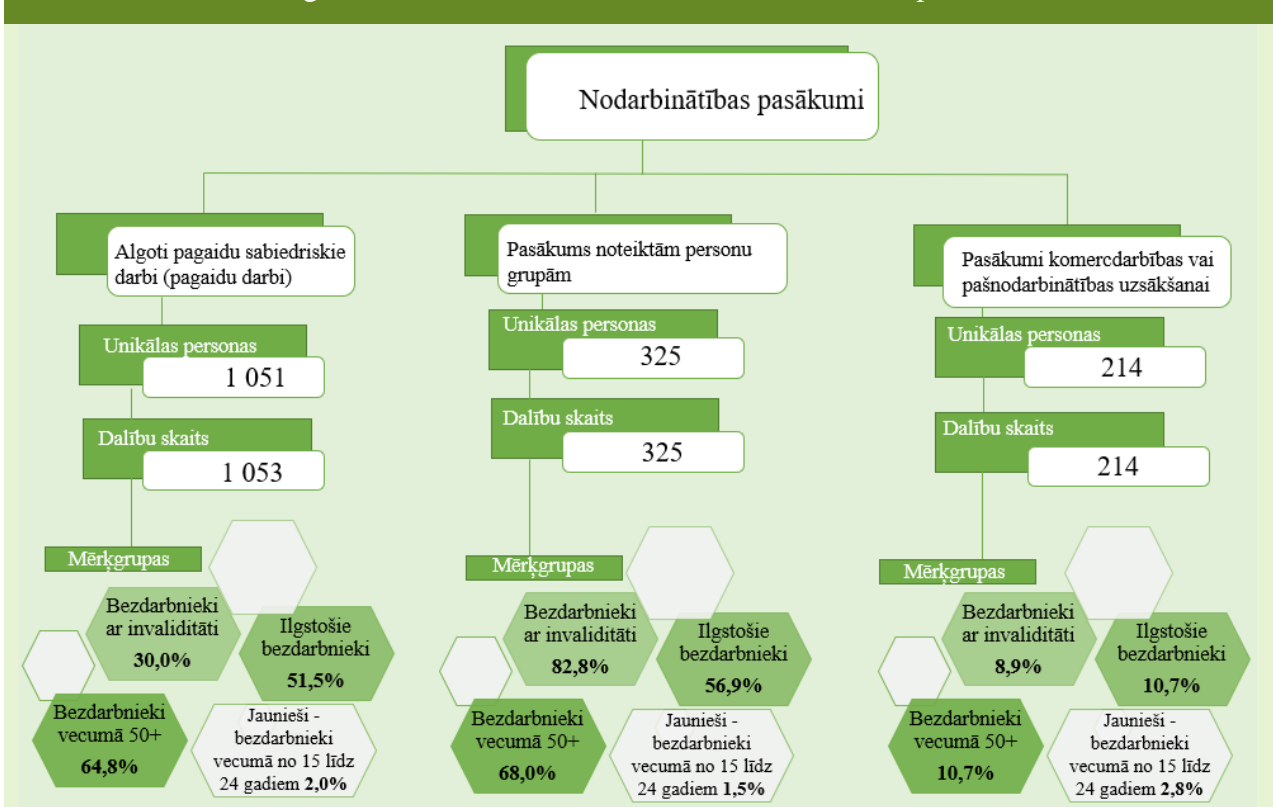 Nodarbinātības pasākumi
Algoti pagaidu sabiedriskie
darbi (pagaidu darbi)
Unikālas personas
1 051
Dalību skaits
1 053
Mērķgrupas
Bezdarbnieki
ar invaliditāti
30,0%
Ilgstošie
bezdarbnieki
51,5%
Bezdarbnieki
vecumā 50+
64,8%
Jaunieši -
bezdarbnieki
vecumā no 15 līdz
24 gadiem 2,0%
Pasākums noteiktām personu
grupām
Unikālas personas
325
Dalību skaits
325
Mērķgrupas
Bezdarbnieki
ar invaliditāti
82,8%
Ilgstošie
bezdarbnieki
56,9%
Bezdarbnieki
vecumā 50+
68,0%
Jaunieši -
bezdarbnieki
vecumā no 15 līdz
24 gadiem 1,5%
Pasākumi komercdarbības vai
pašnodarbinātības uzsākšanai
Unikālas personas
214
Dalību skaits
214
Mērķgrupas
Bezdarbnieki
ar invaliditāti
8,9%
Ilgstošie
bezdarbnieki
10,7%
Bezdarbnieki
vecumā 50+
10,7%
Jaunieši -
bezdarbnieki
vecumā no 15 līdz
24 gadiem 2,8%